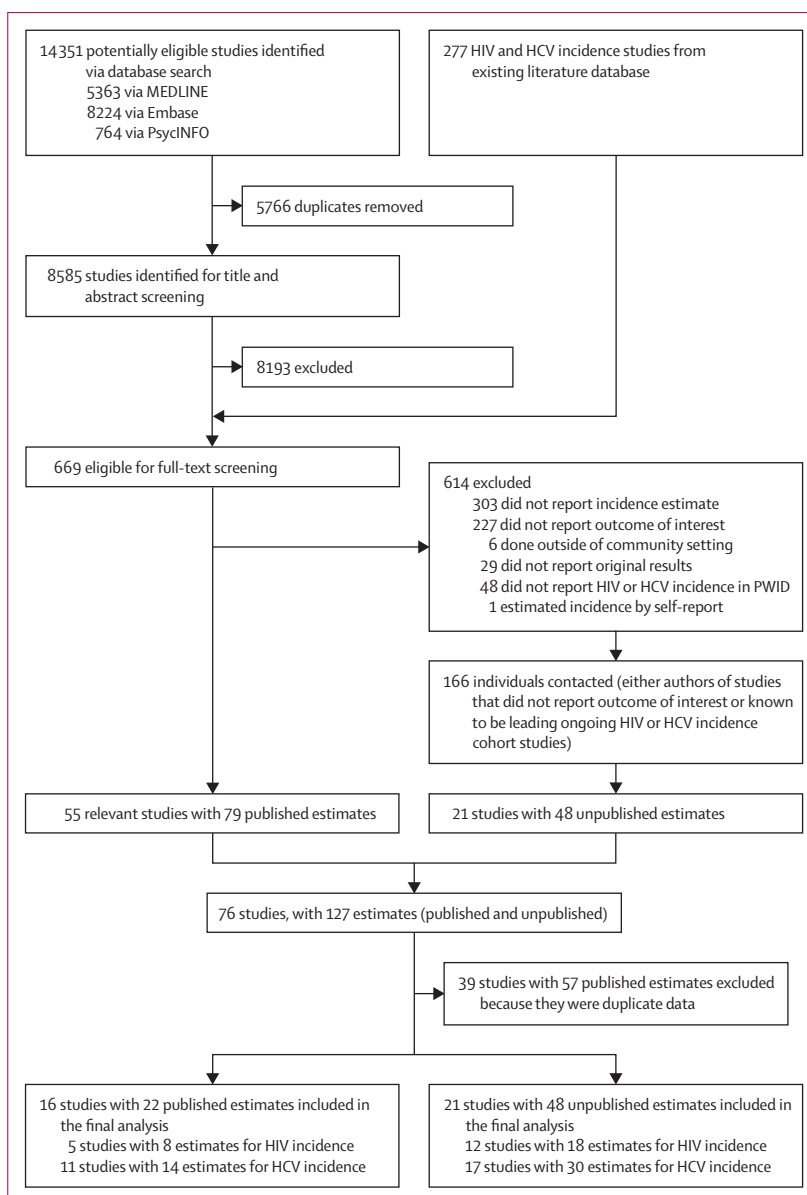 14 351 potentially eligible studies identified
via database search
5363 via MEDLINE
8224 via Embase
764 via PsycINFO
277 HIV and HCV incidence studies from
existing literature database
5766 duplicates removed
8585 studies identified for title and
abstract screening
8193 excluded
669 eligible for full-text screening
614 excluded
303 did not report incidence estimate
227 did not report outcome of interest
6 done outside of community setting
29 did not report original results
48 did not report HIV or HCV incidence in PWID
1 estimated incidence by self-report
166 individuals contacted (either authors of studies
that did not report outcome of interest or known
to be leading ongoing HIV or HCV incidence
cohort studies)
55 relevant studies with 79 published estimates
21 studies with 48 unpublished estimates
76 studies, with 127 estimates (published and unpublished)
39 studies with 57 published estimates excluded
because they were duplicate data
16 studies with 22 published estimates included in
the final analysis
5 studies with 8 estimates for HIV incidence
11 studies with 14 estimates for HCV incidence
21 studies with 48 unpublished estimates included in
the final analysis
12 studies with 18 estimates for HIV incidence
17 studies with 30 estimates for HCV incidence